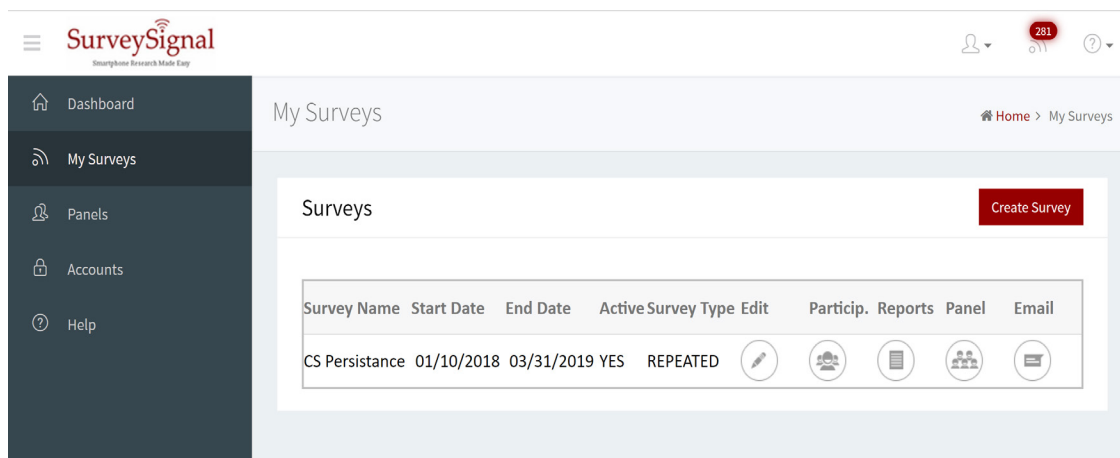 SurveySignal
Smartphone Research Made Easy
281
Dashboard
My Surveys
Panels
Accounts
Help
My Surveys
Home > My Surveys
Surveys
Create Survey
Survey Name Start Date End Date Active Survey Type Edit Particip. Reports Panel Email
CS Persistance 01/10/2018 03/31/2019 YES REPEATED